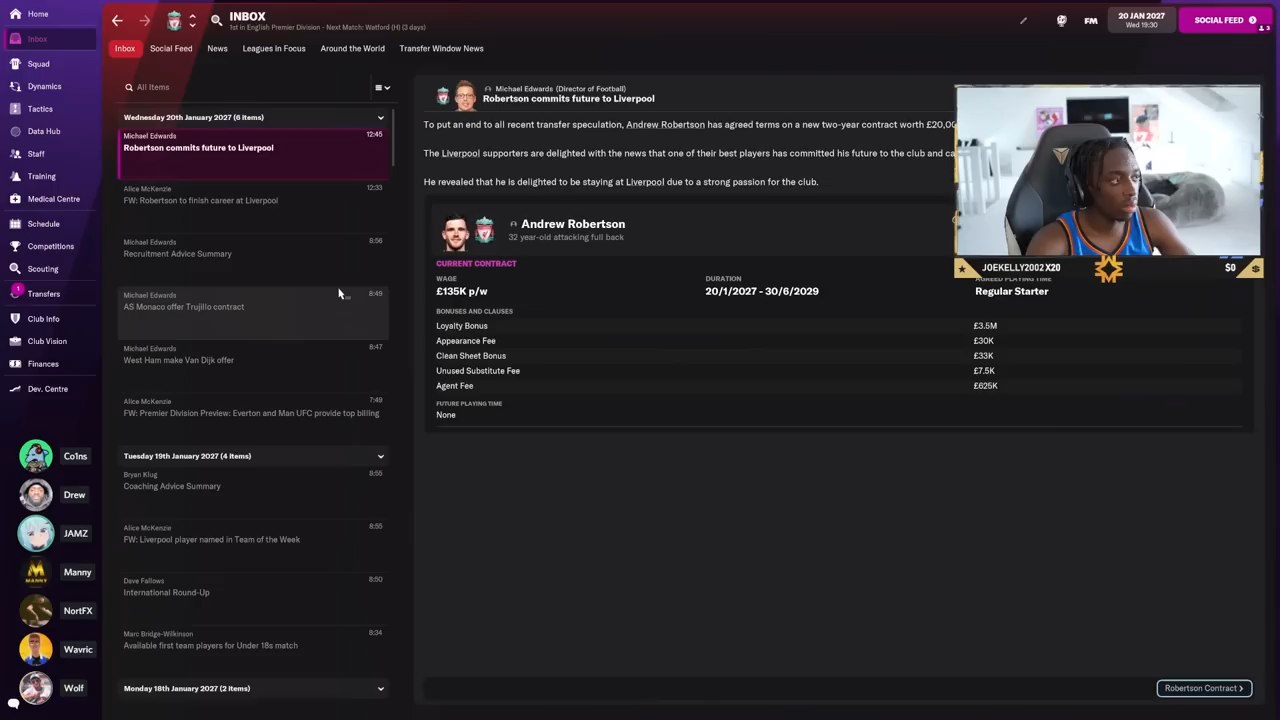 Home
Inbox
Squad
Dynamics
Tactics
Data Hub
Staff
Training
Medical Centre
Schedule
Competitions
Scouting
1
Transfers
Club Info
Club Vision
Finances
Dev. Centre
Co1ns
Drew
JAMZ
Manny
MANNY
NortFX
Wavric
Wolf
INBOX
1st in English Premier Division - Next Match: Watford (H) (3 days)
FM
20 JAN 2027
Wed 19:30
SOCIAL FEED
3
Inbox
Social Feed
News
Leagues in Focus
Around the World
Transfer Window News
All Items
Wednesday 20th January 2027 (6 items)
Michael Edwards
12:45
Robertson commits future to Liverpool
Alice McKenzie
12:33
FW: Robertson to finish career at Liverpool
Michael Edwards
8:56
Recruitment Advice Summary
Michael Edwards
8:49
AS Monaco offer Trujillo contract
Michael Edwards
8:47
West Ham make Van Dijk offer
Alice McKenzie
7:49
FW: Premier Division Preview: Everton and Man UFC provide top billing
Tuesday 19th January 2027 (4 items)
Bryan Klug
8:55
Coaching Advice Summary
Alice McKenzie
8:55
FW: Liverpool player named in Team of the Week
Dave Fallows
8:50
International Round-Up
Marc Bridge-Wilkinson
8:34
Available first team players for Under 18s match
Monday 18th January 2027 (2 items)
Michael Edwards (Director of Football)
Robertson commits future to Liverpool
To put an end to all recent transfer speculation, Andrew Robertson has agreed terms on a new two-year contract worth £20,00
The Liverpool supporters are delighted with the news that one of their best players has committed his future to the club and ca
He revealed that he is delighted to be staying at Liverpool due to a strong passion for the club.
Andrew Robertson
32 year-old attacking full back
CURRENT CONTRACT
WAGE
£135K p/w
DURATION
20/1/2027 - 30/6/2029
AGREED PLAYING TIME
Regular Starter
BONUSES AND CLAUSES
Loyalty Bonus
£3.5M
Appearance Fee
£30K
Clean Sheet Bonus
£33K
Unused Substitute Fee
£7.5K
Agent Fee
£625K
FUTURE PLAYING TIME
None
JOEKELLY2002 X20
$0
Robertson Contract